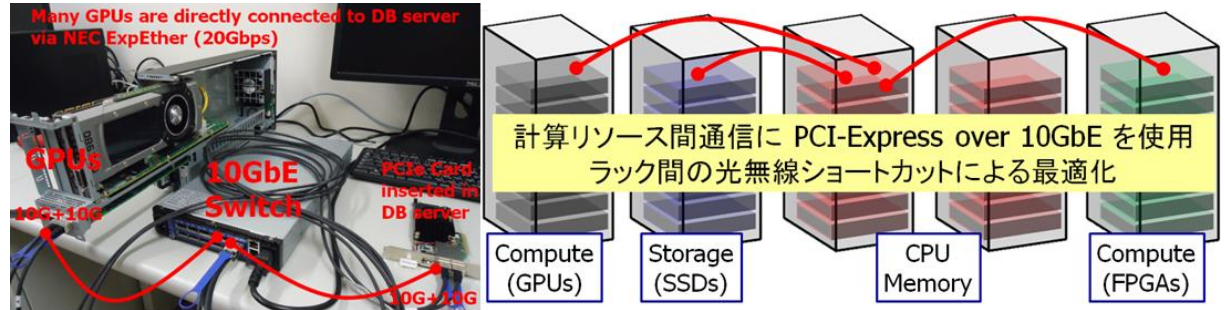 Many GPUs are directly connected to DB server
via NEC ExpEther (20Gbps)
GPUs
10GbE
Switch
PCIe Card
inserted in
DB server
10G+10G
10G+10G
計算リソース間通信に PCI-Express over 10GbE を使用
ラック間の光無線ショートカットによる最適化
Compute
(GPUs)
Storage
(SSDs)
CPU
Memory
Compute
(FPGAs)